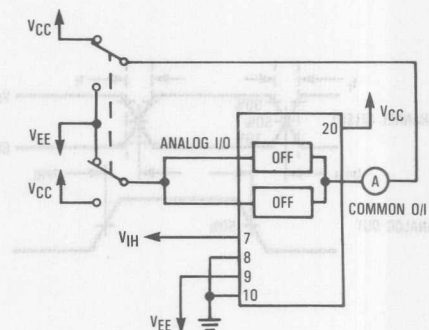 VCC
VCC
20
VEE
ANALOG I/O
OFF
A
VCC
OFF
COMMON O/I
VIH
7
8
9
10
VEE